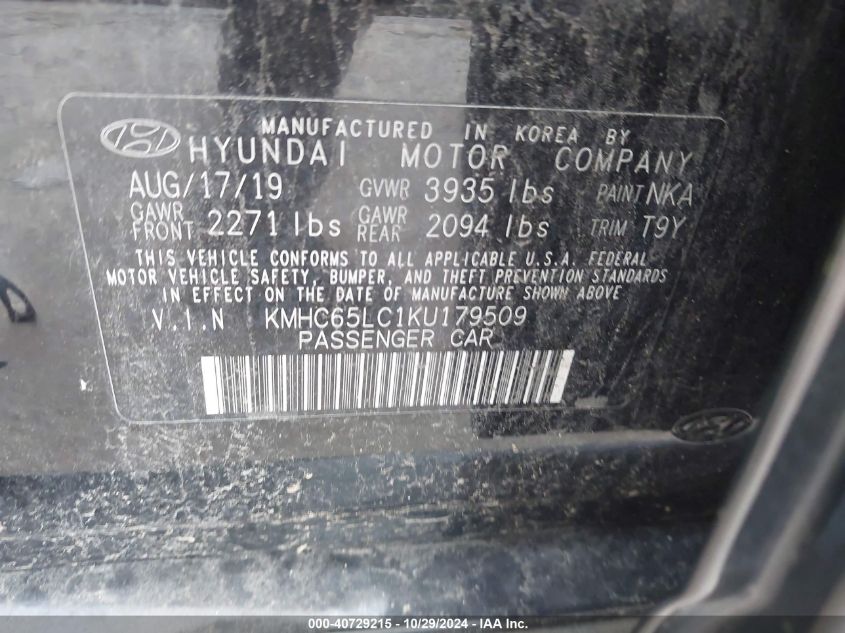 MANUFACTURED IN KOREA BY
HYUNDAI MOTOR COMPANY
AUG/17/19 GVWR 3935 lbs PAINT NKA
GAWR FRONT 2271 lbs GAWR REAR 2094 lbs TRIM T9Y
THIS VEHICLE CONFORMS TO ALL APPLICABLE U.S.A. FEDERAL
MOTOR VEHICLE SAFETY, BUMPER, AND THEFT PREVENTION STANDARDS
IN EFFECT ON THE DATE OF MANUFACTURE SHOWN ABOVE
V.I.N KMHC65LC1KU179509
PASSENGER CAR
000-40729215 - 10/29/2024 - IAA Inc.